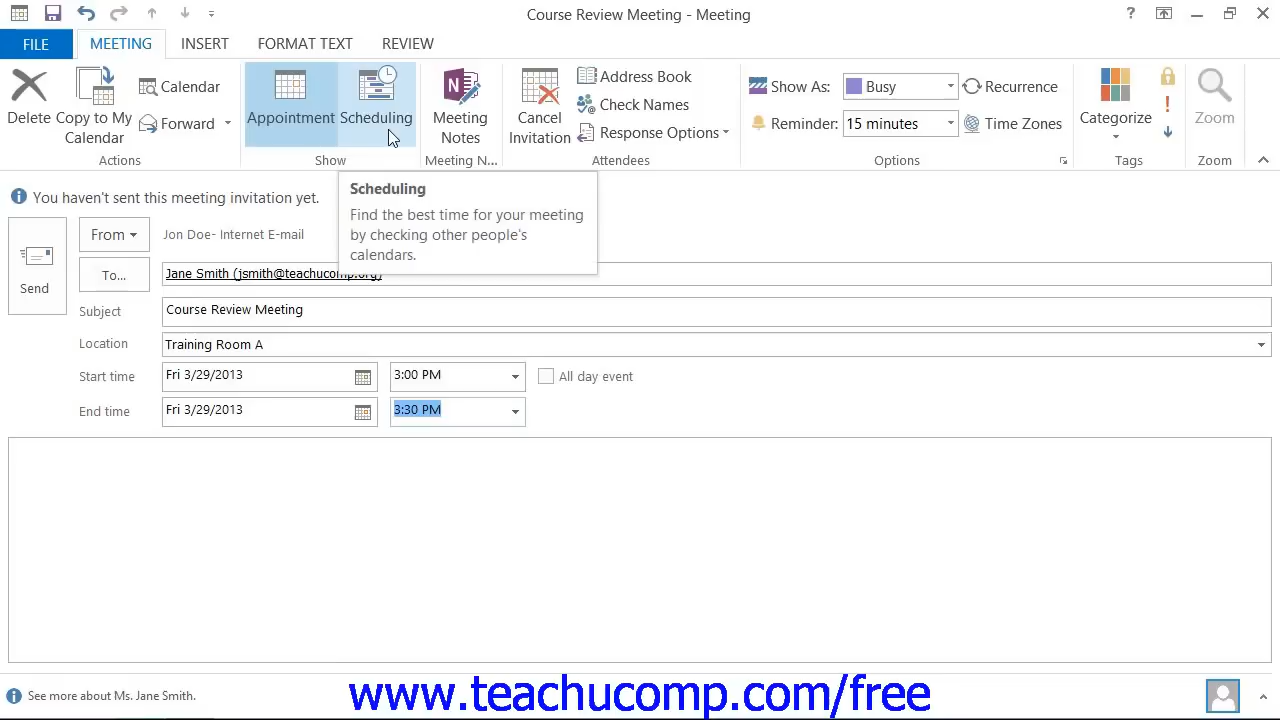 Course Review Meeting - Meeting
?
FILE
MEETING
INSERT
FORMAT TEXT
REVIEW
Delete
Copy to My
Calendar
Calendar
Forward
Actions
Appointment
Scheduling
Show
Meeting
Notes
Meeting N...
Cancel
Invitation
Address Book
Check Names
Response Options
Attendees
Show As:
Busy
Recurrence
Reminder:
15 minutes
Time Zones
Options
Categorize
Tags
Zoom
Zoom
Scheduling
Find the best time for your meeting
by checking other people's
calendars.
You haven't sent this meeting invitation yet.
Send
From
Jon Doe- Internet E-mail
To...
Jane Smith (jsmith@teachucomp.org)
Subject
Course Review Meeting
Location
Training Room A
Start time
Fri 3/29/2013
3:00 PM
All day event
End time
Fri 3/29/2013
3:30 PM
See more about Ms. Jane Smith.
www.teachucomp.com/free